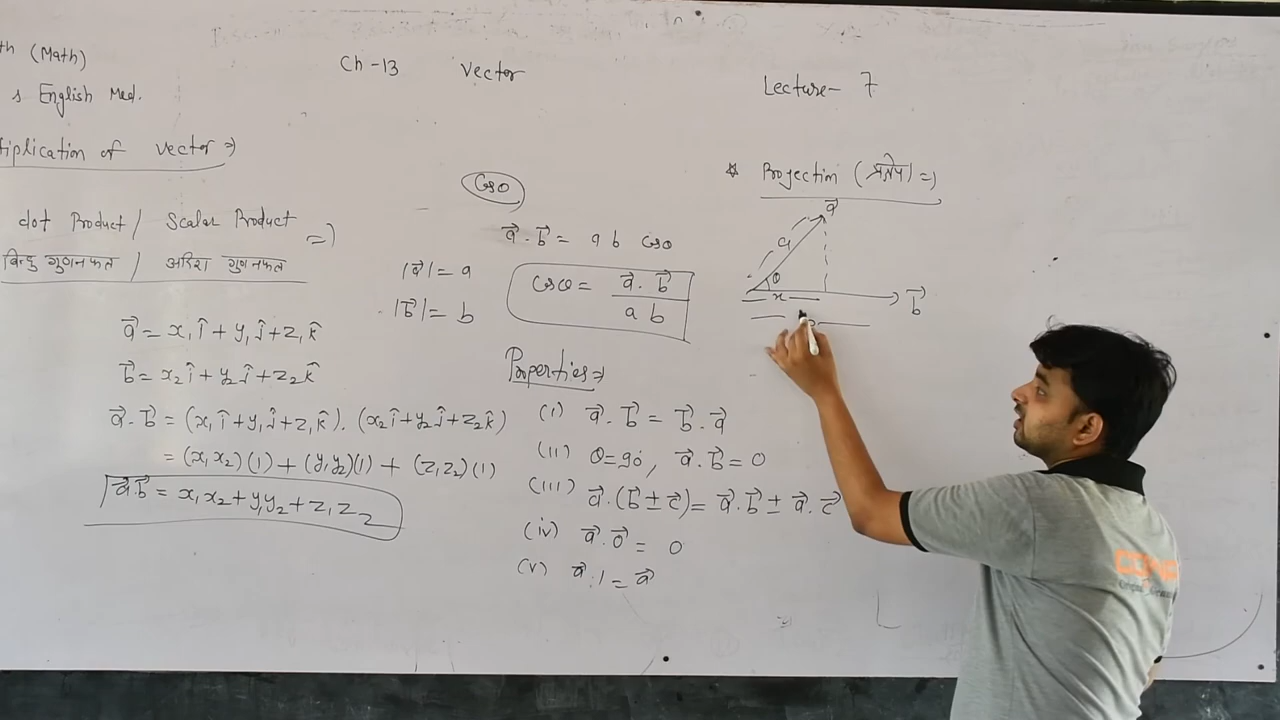 th (Math)
s English Med.
Ch-13 Vector
Lecture- 7
tiplication of vector ⇒
dot Product / Scalar Product ⇒
बिन्दु गुणनफल / अदिश गुणनफल
a⃗ = x₁î + y₁ĵ + z₁k̂
b⃗ = x₂î + y₂ĵ + z₂k̂
a⃗.b⃗ = (x₁î + y₁ĵ + z₁k̂).(x₂î + y₂ĵ + z₂k̂)
= (x₁x₂)(1) + (y₁y₂)(1) + (z₁z₂)(1)
a⃗.b⃗ = x₁x₂ + y₁y₂ + z₁z₂
Cosθ
a⃗.b⃗ = a b cosθ
|a⃗| = a
|b⃗| = b
cosθ = a⃗.b⃗ / a b
Properties ⇒
(i) a⃗.b⃗ = b⃗.a⃗
(ii) θ=90°, a⃗.b⃗ = 0
(iii) a⃗.(b⃗ ± c⃗) = a⃗.b⃗ ± a⃗.c⃗
(iv) a⃗.0⃗ = 0
(v) a⃗.1 = a⃗
* Projection (प्रक्षेप) ⇒
a⃗
a
θ
x
b⃗